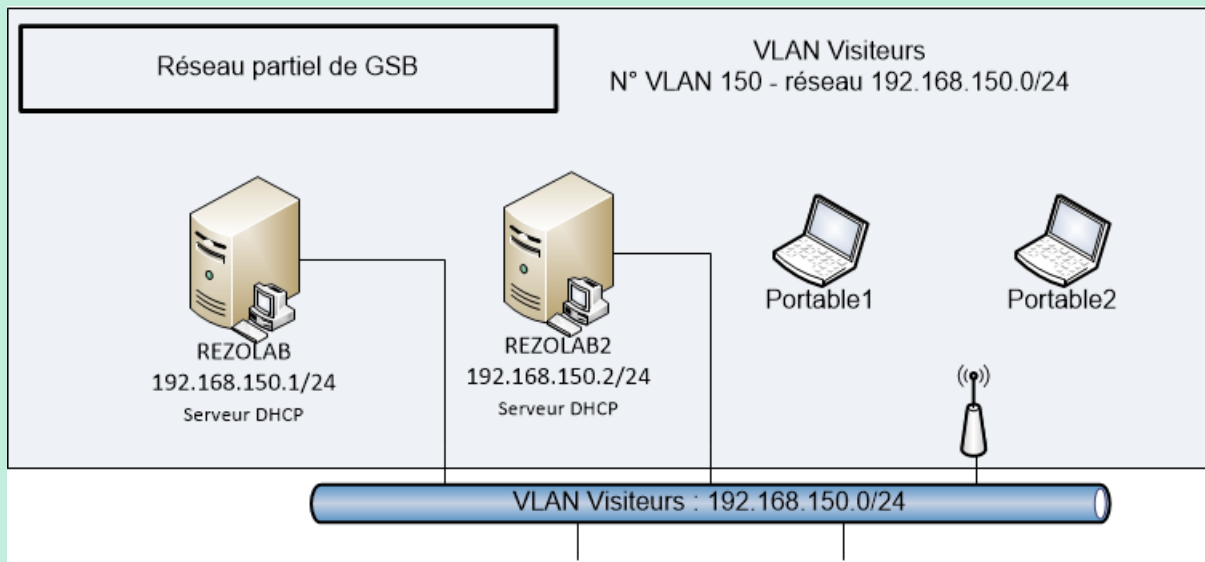 Réseau partiel de GSB
VLAN Visiteurs
N° VLAN 150 - réseau 192.168.150.0/24
REZOLAB
192.168.150.1/24
Serveur DHCP
REZOLAB2
192.168.150.2/24
Serveur DHCP
Portable1
Portable2
VLAN Visiteurs : 192.168.150.0/24